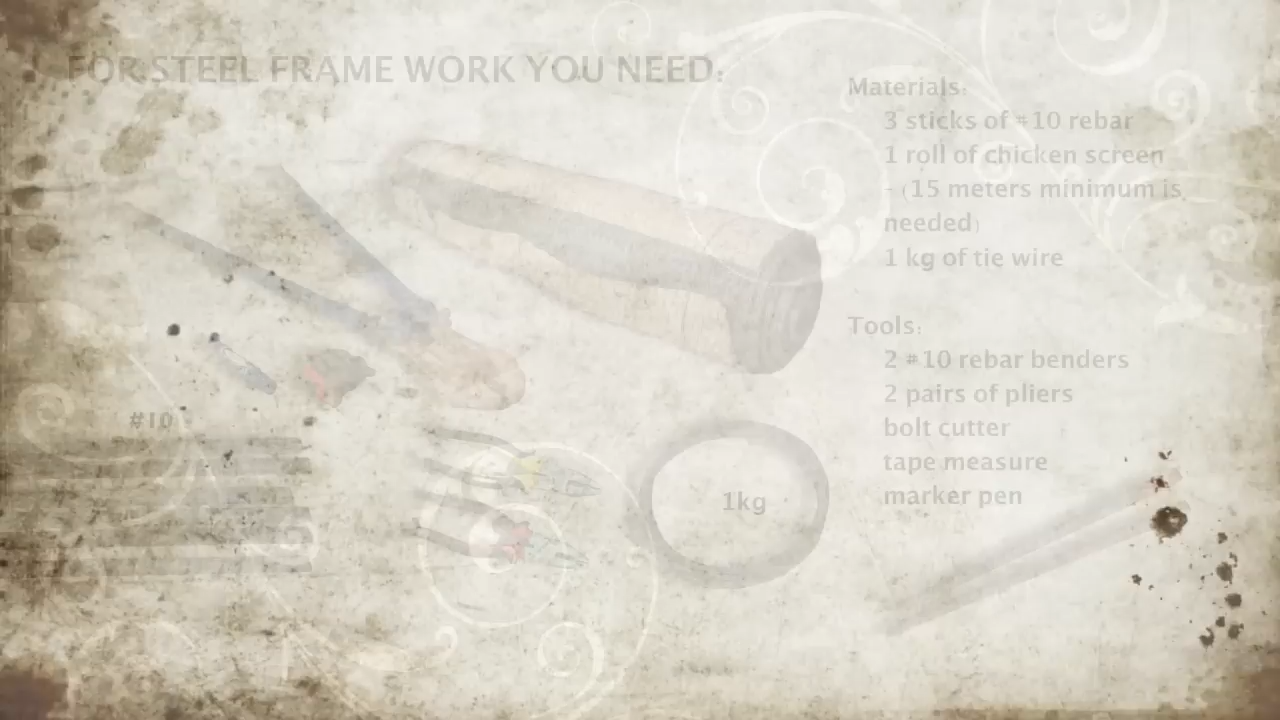 FOR STEEL FRAME WORK YOU NEED:
Materials:
3 sticks of #10 rebar
1 roll of chicken screen
- (15 meters minimum is
needed)
1 kg of tie wire
Tools:
2 #10 rebar benders
2 pairs of pliers
bolt cutter
tape measure
marker pen
#10
1kg